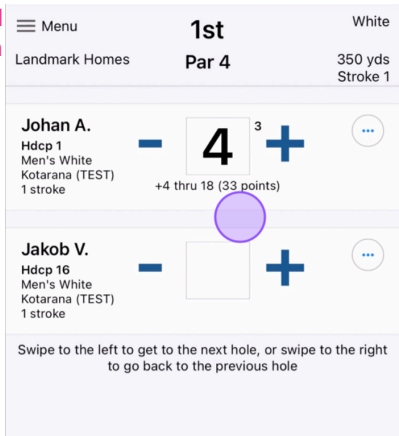 Menu
1st
White
Landmark Homes
Par 4
350 yds
Stroke 1
Johan A.
Hdcp 1
Men's White
Kotarana (TEST)
1 stroke
4
3
+4 thru 18 (33 points)
Jakob V.
Hdcp 16
Men's White
Kotarana (TEST)
1 stroke
Swipe to the left to get to the next hole, or swipe to the right
to go back to the previous hole